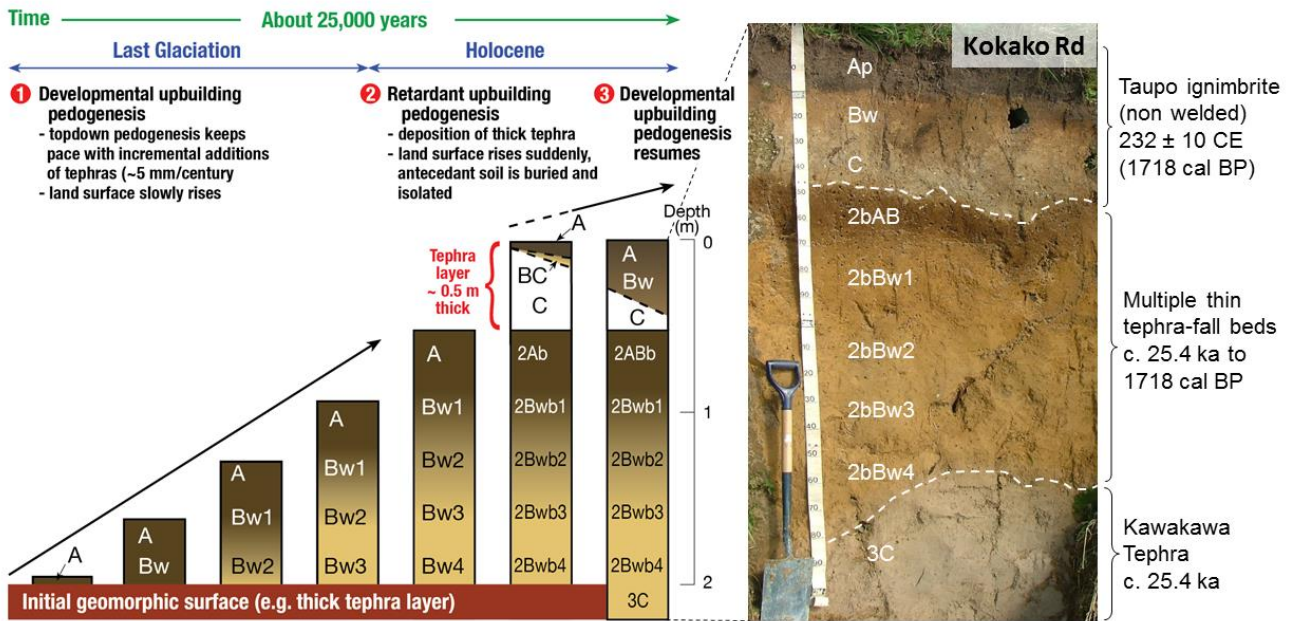 Time
About 25,000 years
Last Glaciation
Holocene
1 Developmental upbuilding
pedogenesis
- topdown pedogenesis keeps
pace with incremental additions
of tephras (~5 mm/century
- land surface slowly rises
2 Retardant upbuilding
pedogenesis
- deposition of thick tephra
- land surface rises suddenly,
antecedant soil is buried and
isolated
3 Developmental
upbuilding
pedogenesis
resumes
Depth
(m)
0
1
2
Tephra
layer
~ 0.5 m
thick
A
A
Bw
A
Bw1
Bw2
A
Bw1
Bw2
Bw3
A
Bw1
Bw2
Bw3
Bw4
A
BC
C
2Ab
2Bwb1
2Bwb2
2Bwb3
2Bwb4
A
Bw
C
2ABb
2Bwb1
2Bwb2
2Bwb3
2Bwb4
3C
Initial geomorphic surface (e.g. thick tephra layer)
Kokako Rd
Ap
Bw
C
2bAB
2bBw1
2bBw2
2bBw3
2bBw4
3C
Taupo ignimbrite
(non welded)
232 ± 10 CE
(1718 cal BP)
Multiple thin
tephra-fall beds
c. 25.4 ka to
1718 cal BP
Kawakawa
Tephra
c. 25.4 ka